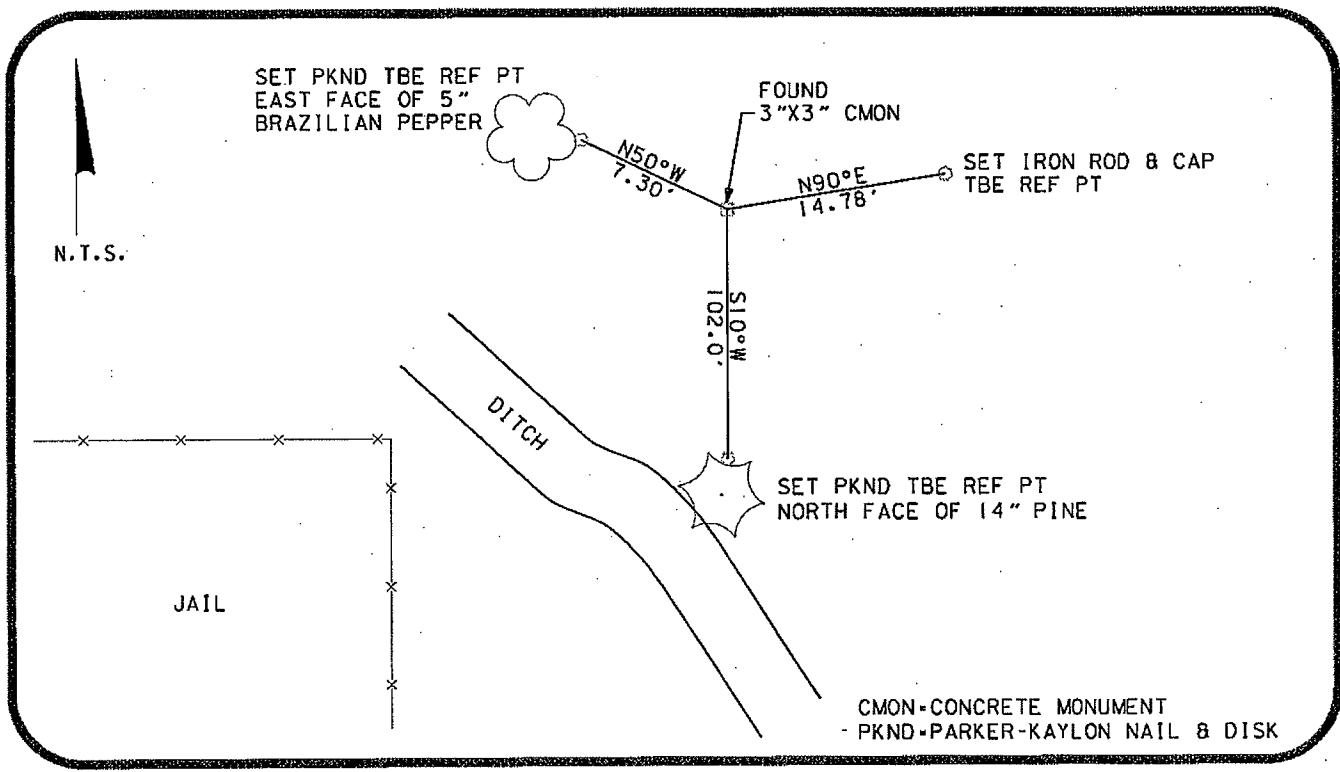 SET PKND TBE REF PT
EAST FACE OF 5"
BRAZILIAN PEPPER
FOUND
3"X3" CMON
N50°W
7.30'
N90°E
14.78'
SET IRON ROD & CAP
TBE REF PT
N.T.S.
S10°W
102.0'
DITCH
SET PKND TBE REF PT
NORTH FACE OF 14" PINE
JAIL
CMON=CONCRETE MONUMENT
PKND=PARKER-KAYLON NAIL & DISK